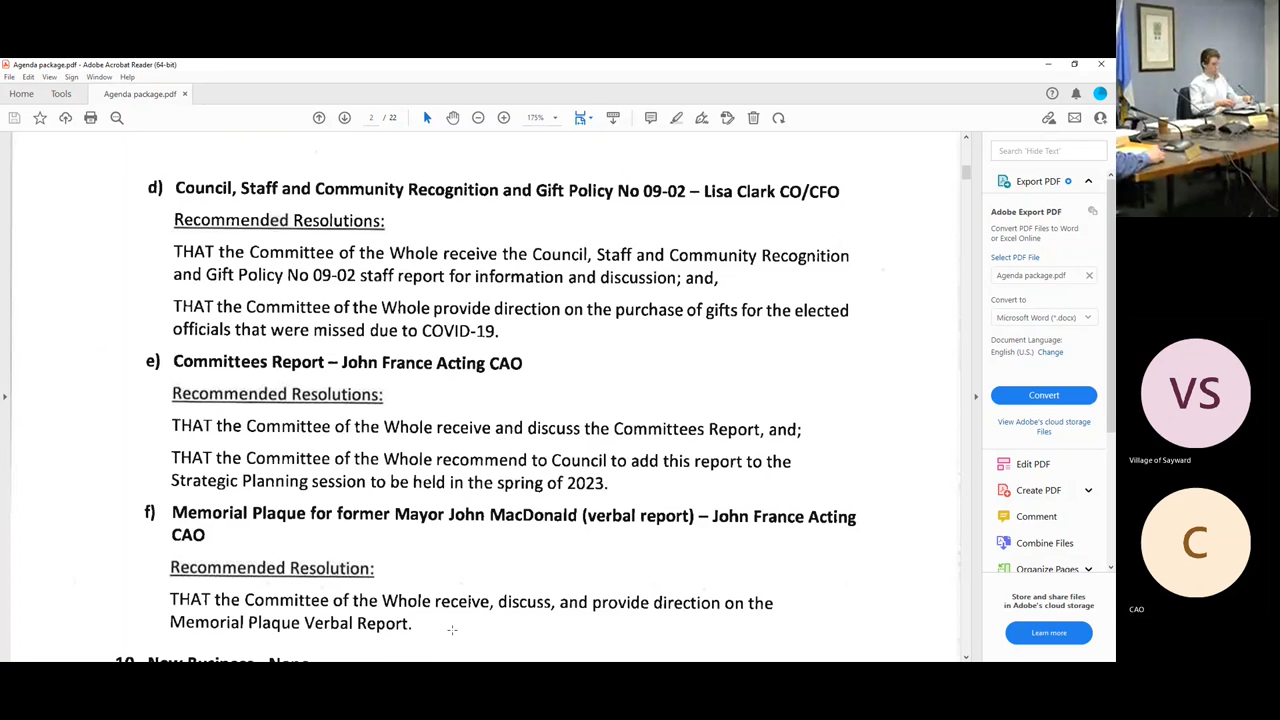 Agenda package.pdf - Adobe Acrobat Reader (64-bit)
File Edit View Sign Window Help
Home Tools Agenda package.pdf
2 / 22 175%
d) Council, Staff and Community Recognition and Gift Policy No 09-02 – Lisa Clark CO/CFO
Recommended Resolutions:
THAT the Committee of the Whole receive the Council, Staff and Community Recognition
and Gift Policy No 09-02 staff report for information and discussion; and,
THAT the Committee of the Whole provide direction on the purchase of gifts for the elected
officials that were missed due to COVID-19.
e) Committees Report – John France Acting CAO
Recommended Resolutions:
THAT the Committee of the Whole receive and discuss the Committees Report, and;
THAT the Committee of the Whole recommend to Council to add this report to the
Strategic Planning session to be held in the spring of 2023.
f) Memorial Plaque for former Mayor John MacDonald (verbal report) – John France Acting
CAO
Recommended Resolution:
THAT the Committee of the Whole receive, discuss, and provide direction on the
Memorial Plaque Verbal Report.
10. New Business - None
Search 'Hide Text'
Export PDF
Adobe Export PDF
Convert PDF Files to Word
or Excel Online
Select PDF File
Agenda package.pdf
Convert to
Microsoft Word (*.docx)
Document Language:
English (U.S.) Change
Convert
View Adobe's cloud storage
Files
Edit PDF
Create PDF
Comment
Combine Files
Organize Pages
Store and share files
in Adobe's cloud storage
Learn more
VS
Village of Sayward
C
CAO